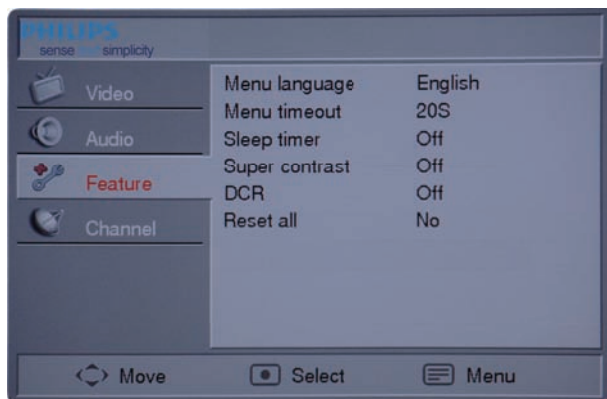 PHILIPS
sense and simplicity
Video
Audio
Feature
Channel
Menu language English
Menu timeout 20S
Sleep timer Off
Super contrast Off
DCR Off
Reset all No
Move Select Menu